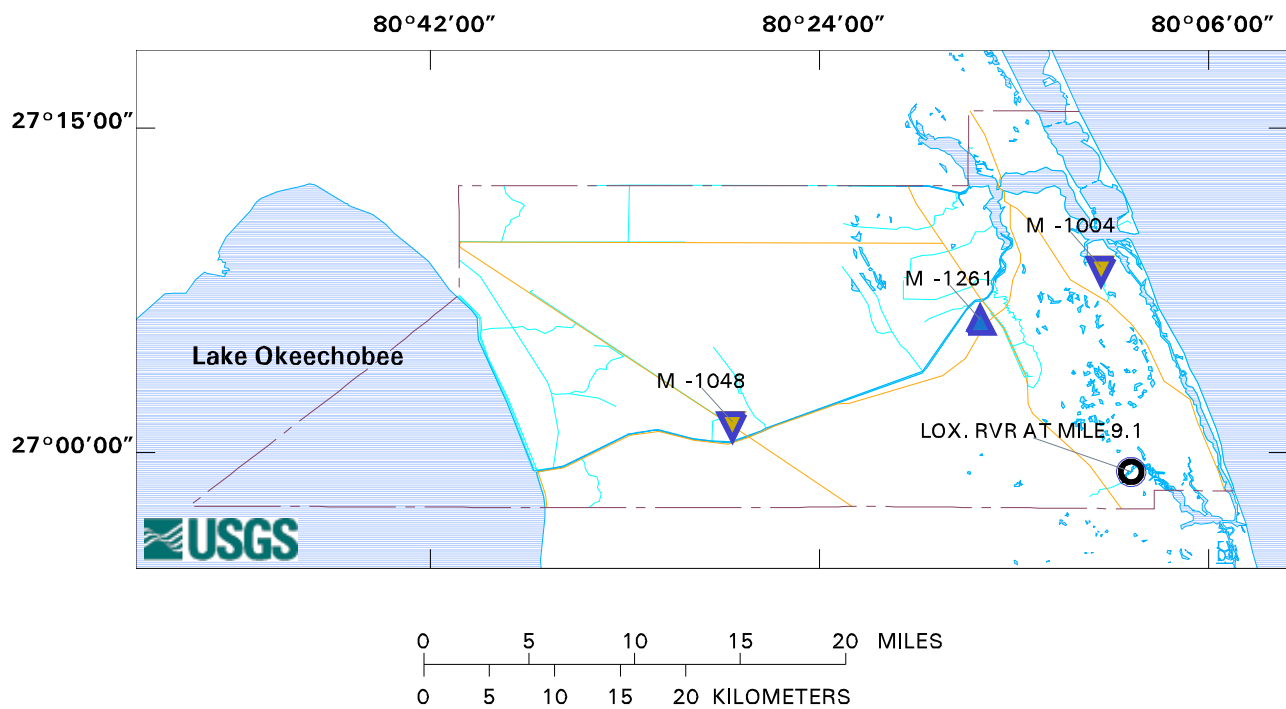 80°42'00" 80°24'00" 80°06'00"
27°15'00"
M -1004
M -1261
Lake Okeechobee
M -1048
LOX. RVR AT MILE 9.1
27°00'00"
USGS
0 5 10 15 20 MILES
0 5 10 15 20 KILOMETERS